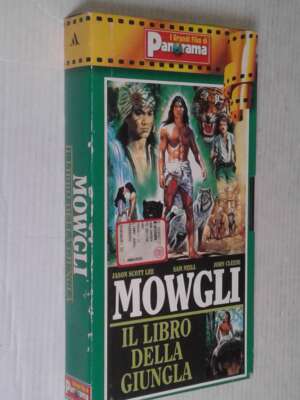 I Grandi Film di
Panorama
JASON SCOTT LEE SAM NEILL JOHN CLEESE
MOWGLI
IL LIBRO
DELLA
GIUNGLA
MOWGLI
IL LIBRO DELLA GIUNGLA
Panorama